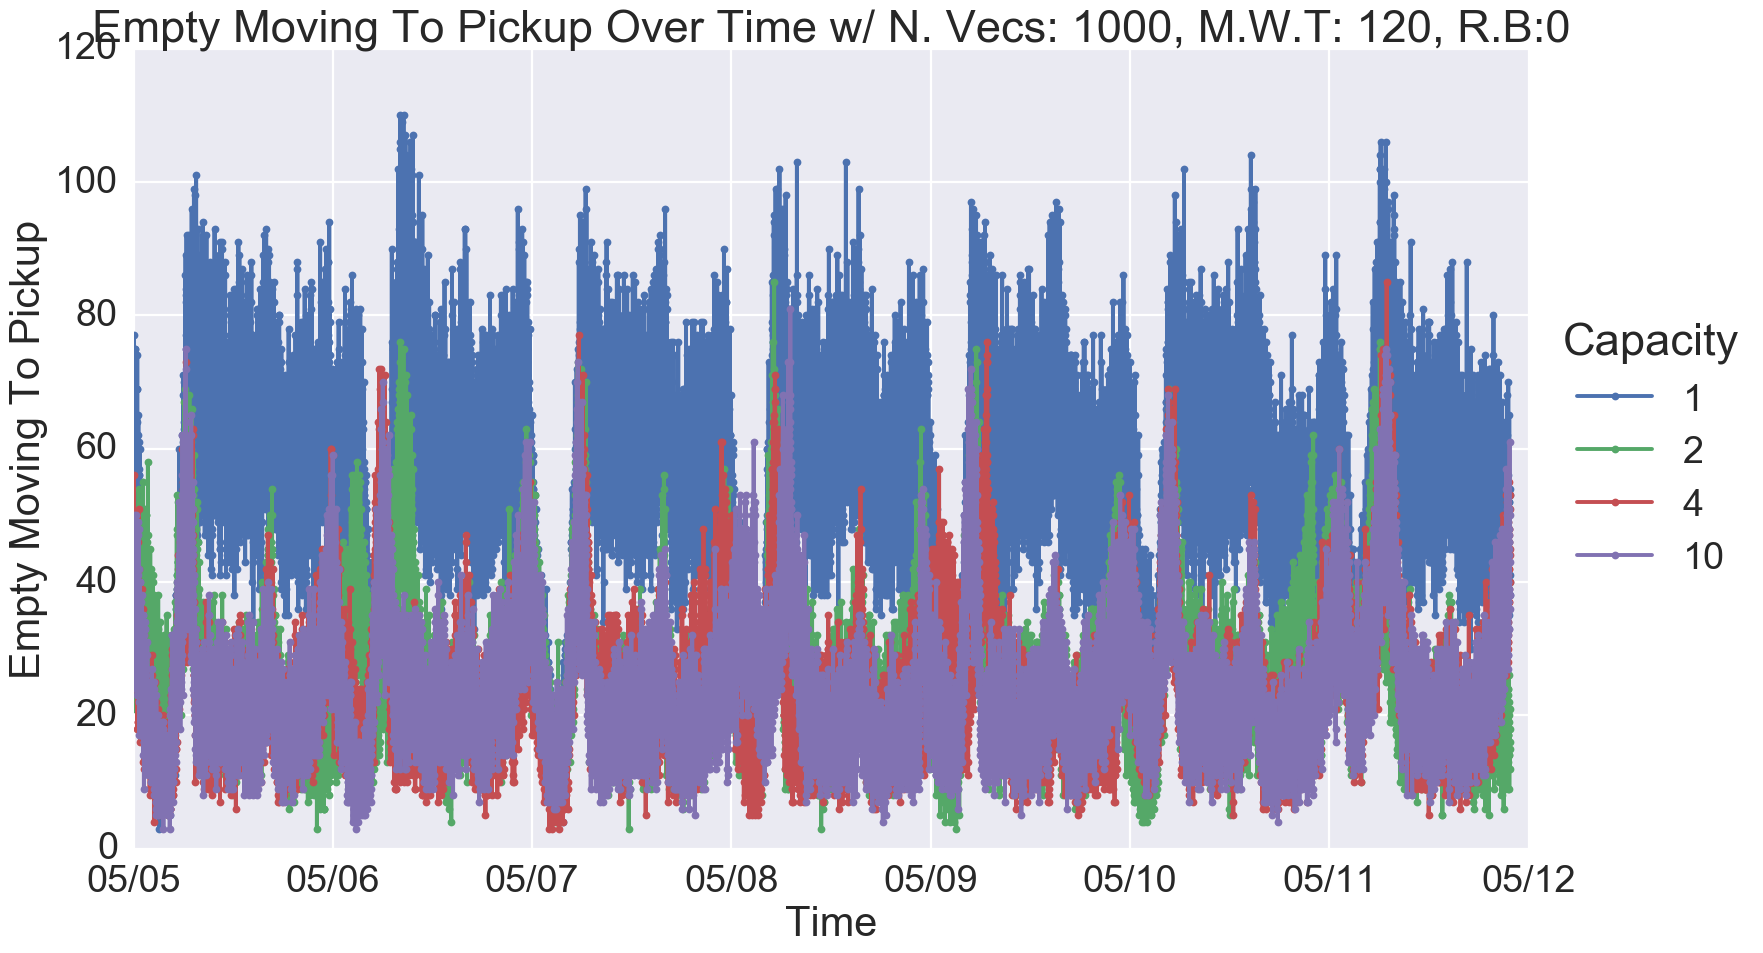 Empty Moving To Pickup Over Time w/ N. Vecs: 1000, M.W.T: 120, R.B:0
120
100
80
60
40
20
0
Empty Moving To Pickup
05/05 05/06 05/07 05/08 05/09 05/10 05/11 05/12
Time
Capacity
1
2
4
10